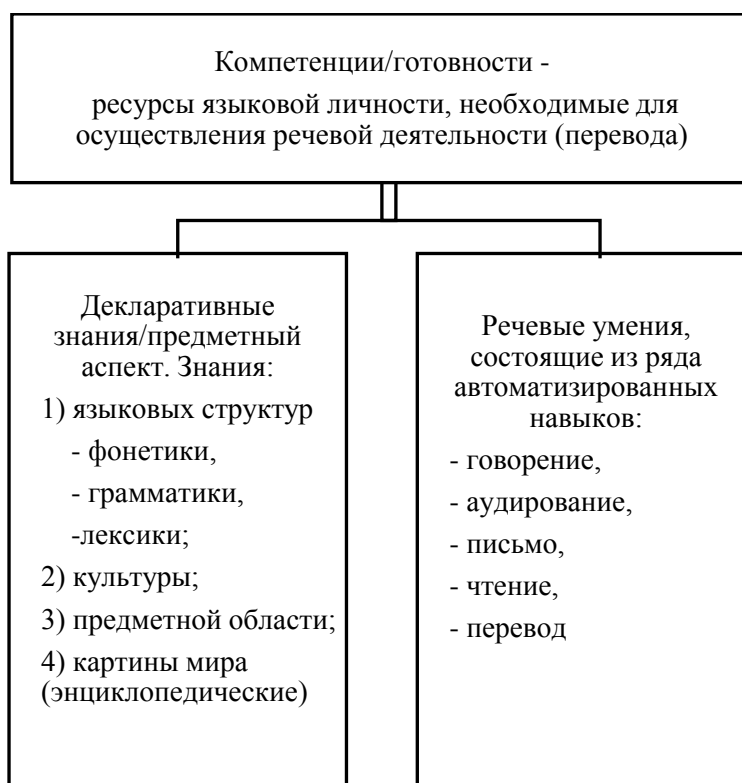 Компетенции/готовности -
ресурсы языковой личности, необходимые для
осуществления речевой деятельности (перевода)
Декларативные
знания/предметный
аспект. Знания:
1) языковых структур
- фонетики,
- грамматики,
-лексики;
2) культуры;
3) предметной области;
4) картины мира
(энциклопедические)
Речевые умения,
состоящие из ряда
автоматизированных
навыков:
- говорение,
- аудирование,
- письмо,
- чтение,
- перевод